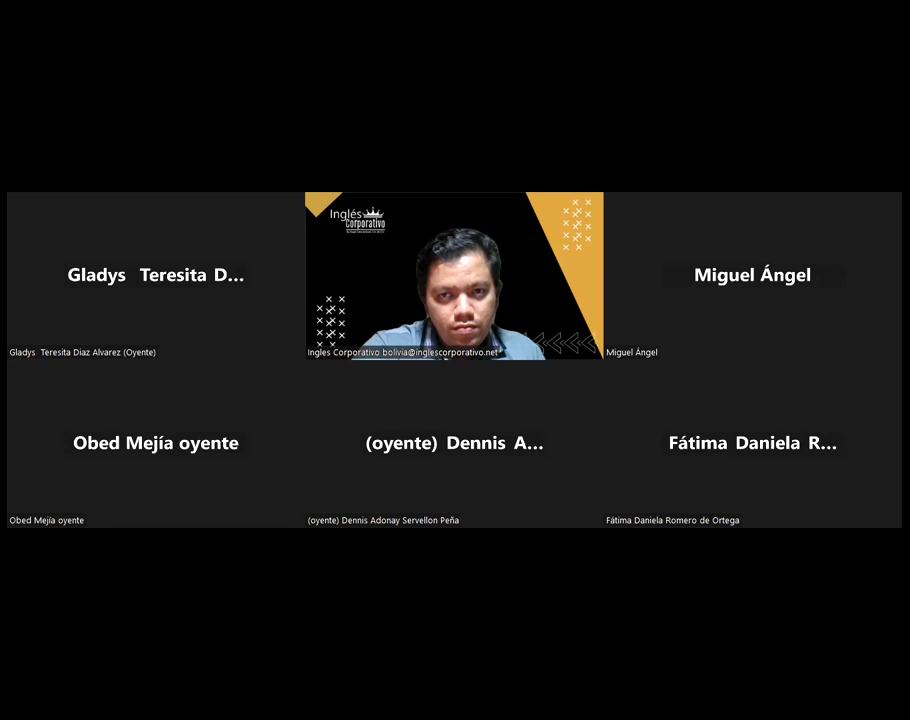 Gladys Teresita D...
Gladys Teresita Diaz Alvarez (Oyente)
Inglés
Corporativo
Ingles Corporativo bolivia@inglescorporativo.net
Miguel Ángel
Miguel Ángel
Obed Mejía oyente
Obed Mejía oyente
(oyente) Dennis A...
(oyente) Dennis Adonay Servellon Peña
Fátima Daniela R...
Fátima Daniela Romero de Ortega